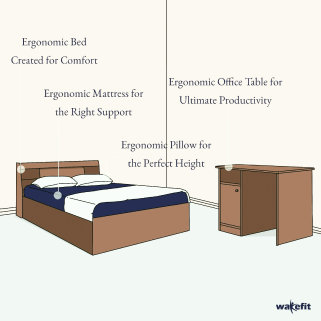 Ergonomic Bed
Created for Comfort
Ergonomic Mattress for
the Right Support
Ergonomic Office Table for
Ultimate Productivity
Ergonomic Pillow for
the Perfect Height
wakefit